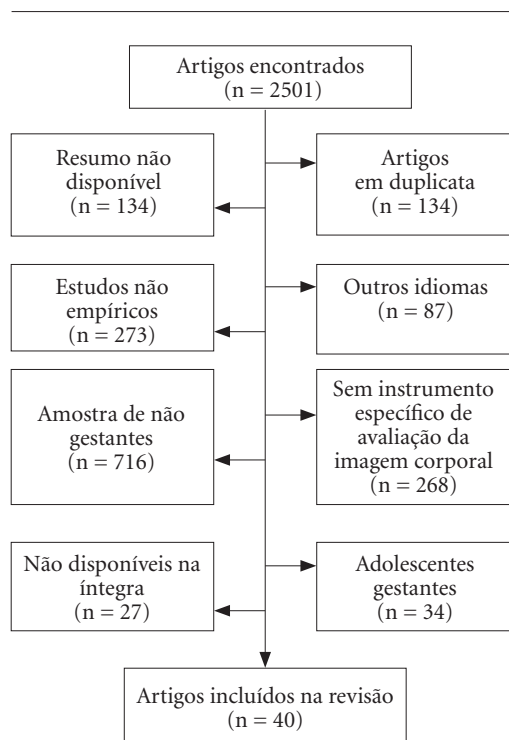 Artigos encontrados
(n = 2501)
Resumo não
disponível
(n = 134)
Artigos
em duplicata
(n = 134)
Estudos não
empíricos
(n = 273)
Outros idiomas
(n = 87)
Amostra de não
gestantes
(n = 716)
Sem instrumento
específico de
avaliação da
imagem corporal
(n = 268)
Não disponíveis na
íntegra
(n = 27)
Adolescentes
gestantes
(n = 34)
Artigos incluídos na revisão
(n = 40)